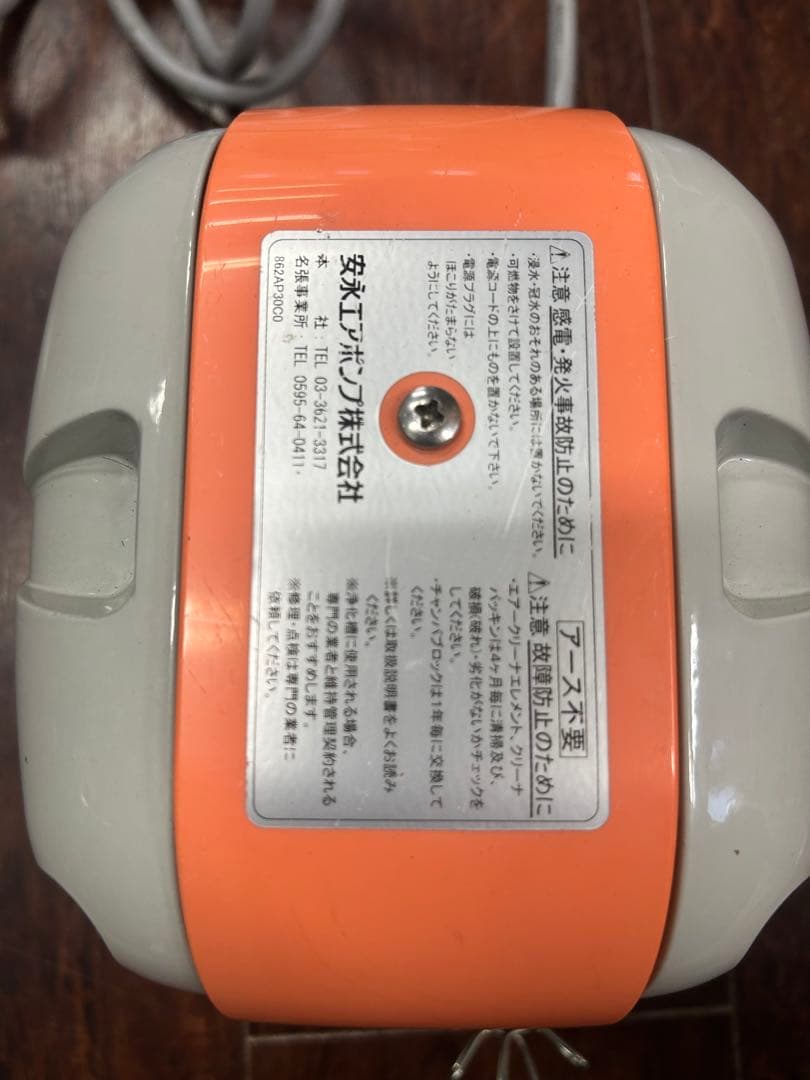 ⚠注意 感電・発火事故防止のために
・浸水・冠水のおそれのある場所には置かないでください。
・可燃物をさけて設置してください。
・電源コードの上にものを置かないで下さい。
・電源プラグには
ほこりがたまらない
ようにしてください。
安永エアポンプ株式会社
本 社:TEL 03-3621-3317
名張事業所:TEL 0595-64-0411
862AP30C0
アース不要
⚠注意 故障防止のために
・エアークリーナエレメント、クリーナ
パッキンは4ヶ月毎に清掃及び、
破損(破れ)・劣化がないかチェックを
してください。
・チャンバブロックは1年毎に交換して
ください。
※詳しくは取扱説明書をよくお読み
ください。
※浄化槽に使用される場合、
専門の業者と維持管理契約される
ことをおすすめします。
※修理・点検は専門の業者に
依頼してください。